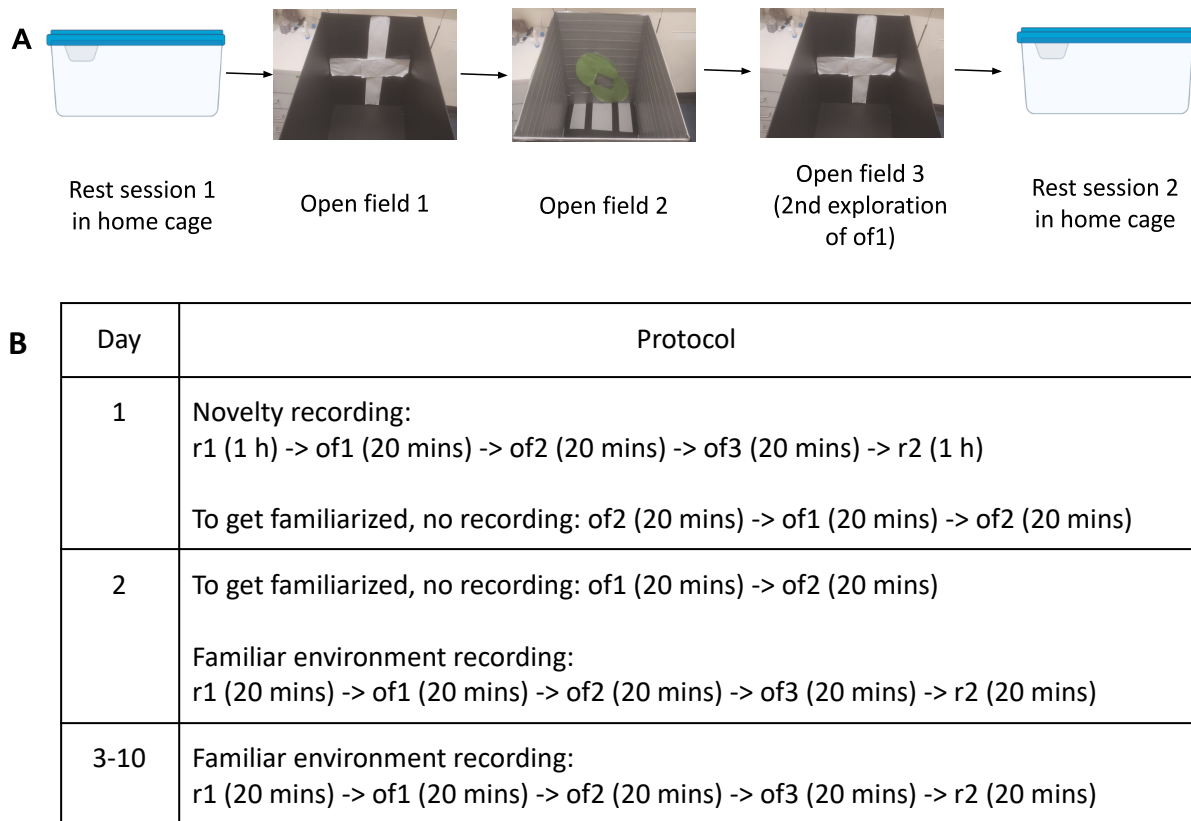 A
Rest session 1
in home cage
Open field 1
Open field 2
Open field 3
(2nd exploration
of of1)
Rest session 2
in home cage
B
Day
Protocol
1
Novelty recording:
r1 (1 h) -> of1 (20 mins) -> of2 (20 mins) -> of3 (20 mins) -> r2 (1 h)
To get familiarized, no recording: of2 (20 mins) -> of1 (20 mins) -> of2 (20 mins)
2
To get familiarized, no recording: of1 (20 mins) -> of2 (20 mins)
Familiar environment recording:
r1 (20 mins) -> of1 (20 mins) -> of2 (20 mins) -> of3 (20 mins) -> r2 (20 mins)
3-10
Familiar environment recording:
r1 (20 mins) -> of1 (20 mins) -> of2 (20 mins) -> of3 (20 mins) -> r2 (20 mins)